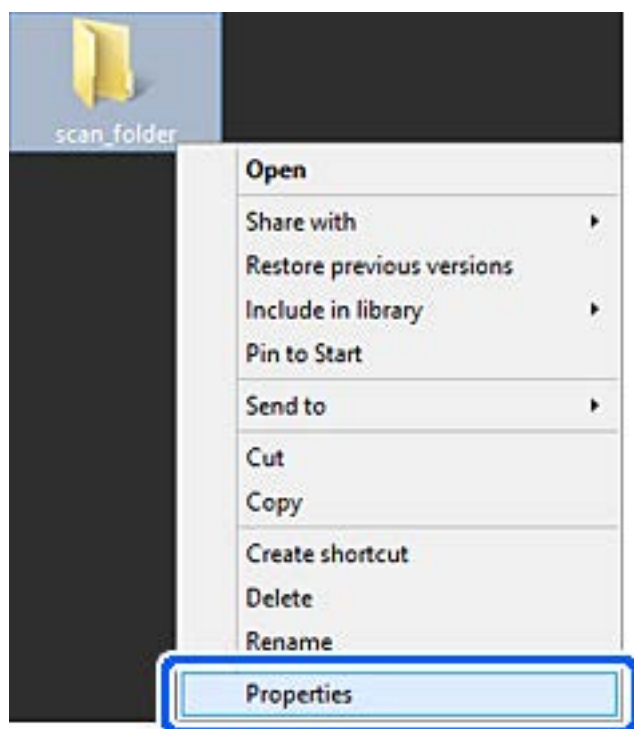 scan_folder
Open
Share with
Restore previous versions
Include in library
Pin to Start
Send to
Cut
Copy
Create shortcut
Delete
Rename
Properties